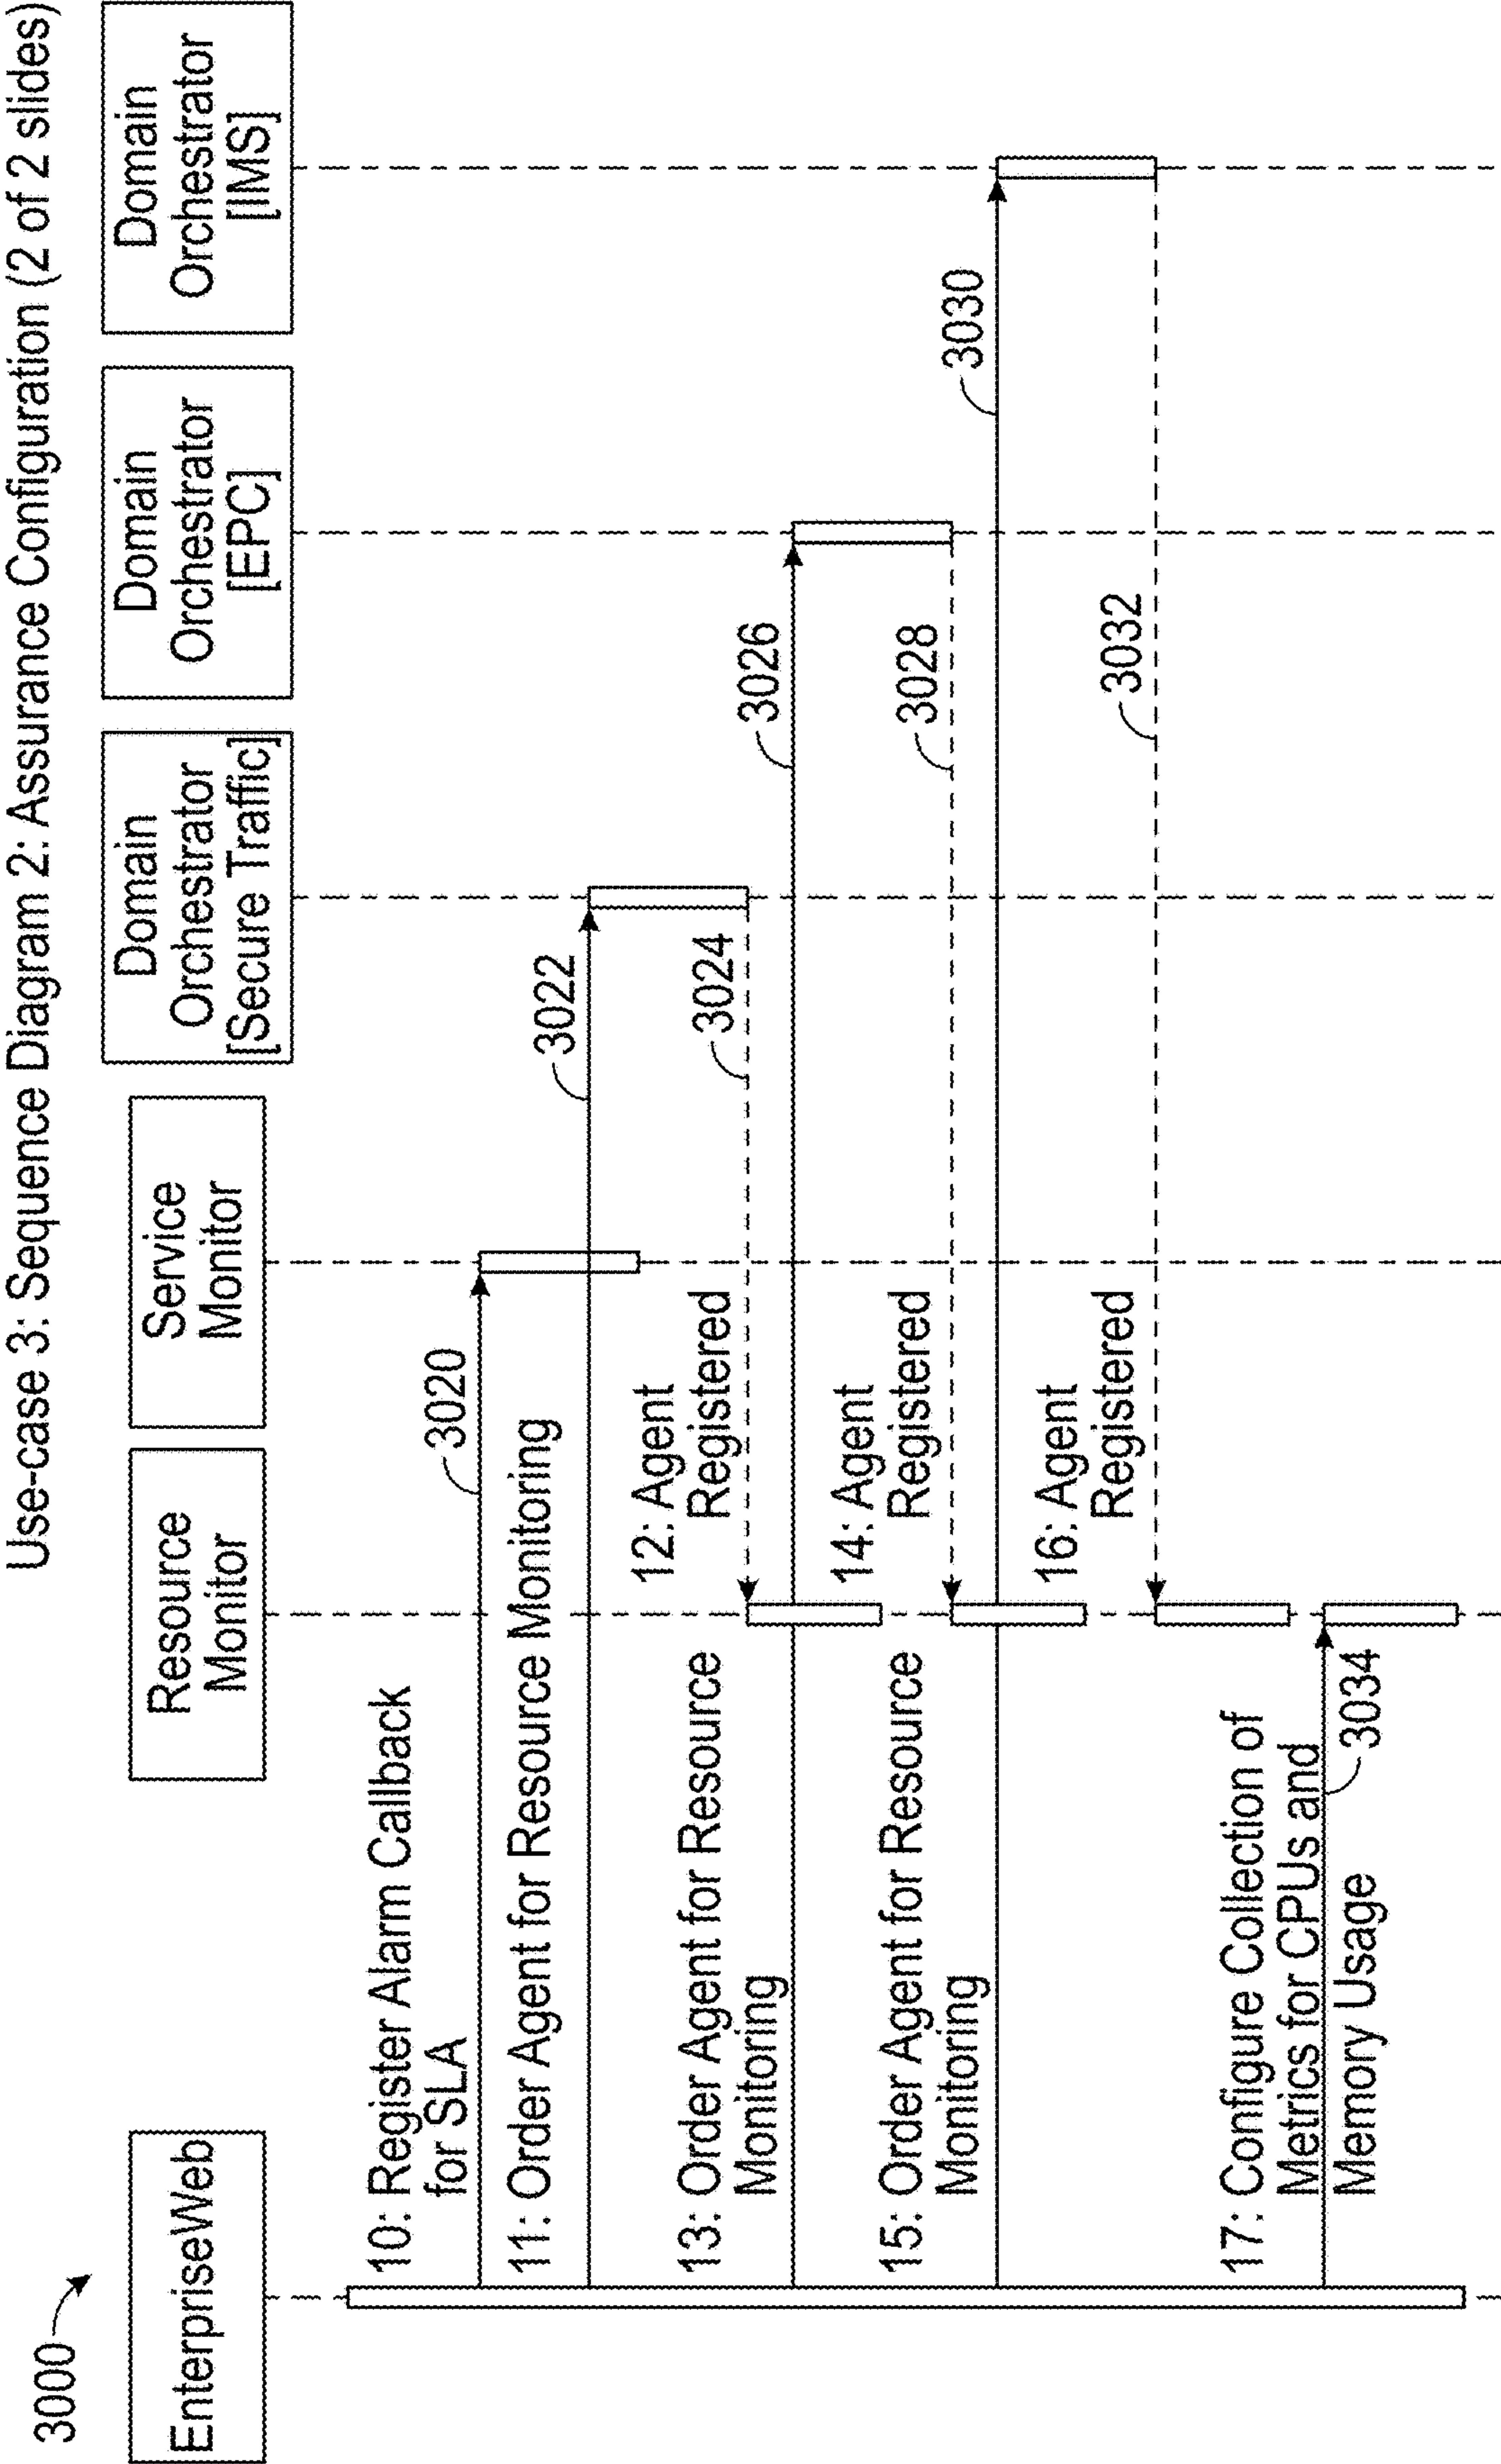 Use-case 3: Sequence Diagram 2: Assurance Configuration (2 of 2 slides)
3000
EnterpriseWeb
Resource
Monitor
Service
Monitor
Domain
Orchestrator
[Secure Traffic]
Domain
Orchestrator
[EPC]
Domain
Orchestrator
[IMS]
10: Register Alarm Callback
for SLA
3020
11: Order Agent for Resource Monitoring
3022
12: Agent
Registered
3024
13: Order Agent for Resource
Monitoring
3026
14: Agent
Registered
3028
15: Order Agent for Resource
Monitoring
3030
16: Agent
Registered
3032
17: Configure Collection of
Metrics for CPUs and
Memory Usage
3034